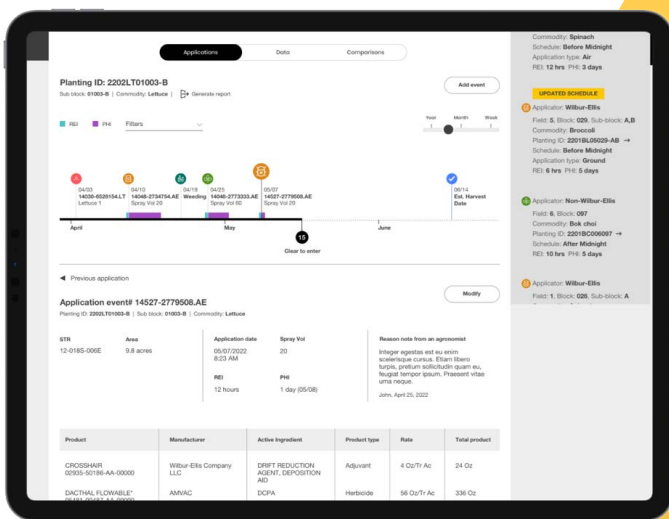 Applications
Data
Comparisons
Planting ID: 2202LT01003-B
Sub block: 01003-B | Commodity: Lettuce | Generate report
Add event
REI
PHI
Filters
Year
Month
Week
04/03
14038-6520154.LT
Lettuce 1
04/10
14048-2734754.AE
Spray Vol 20
04/19
Weeding
04/23
14048-2773333.AE
Spray Vol 60
05/07
14527-2779508.AE
Spray Vol 20
06/14
Est. Harvest
Date
April
May
June
15
Clear to enter
Previous application
Application event# 14527-2779508.AE
Planting ID: 2202LT01003-B | Sub block: 01003-B | Commodity: Lettuce
Modify
STR
12-018S-006E
Area
9.8 acres
Application date
05/07/2022
8:23 AM
Spray Vol
20
REI
12 hours
PHI
1 day (05/08)
Reason note from an agronomist
Integer egestas est eu enim
scelerisque cursus. Etiam libero
turpis, pretium sollicitudin quam eu,
feugiat tempor ipsum. Praesent vitae
urna neque.
John, April 25, 2022
Product
Manufacturer
Active Ingredient
Product type
Rate
Total product
CROSSHAIR
02935-50166-AA-00000
Wilbur-Ellis Company
LLC
DRIFT REDUCTION
AGENT, DEPOSITION
AID
Adjuvant
4 Oz/Tr Ac
24 Oz
DACTHAL FLOWABLE"
AMVAC
DCPA
Herbicide
56 Oz/Tr Ac
336 Oz
Commodity: Spinach
Schedule: Before Midnight
Application type: Air
REI: 12 hrs PHI: 3 days
UPDATED SCHEDULE
Applicator: Wilbur-Ellis
Field: 5, Block: 029, Sub-block: A,B
Commodity: Broccoli
Planting ID: 2201BL05029-AB →
Schedule: Before Midnight
Application type: Ground
REI: 6 hrs PHI: 5 days
Applicator: Non-Wilbur-Ellis
Field: 6, Block: 097
Commodity: Bok choi
Planting ID: 2201BC006097 →
Schedule: After Midnight
REI: 10 hrs PHI: 5 days
Applicator: Wilbur-Ellis
Field: 1, Block: 026, Sub-block: A